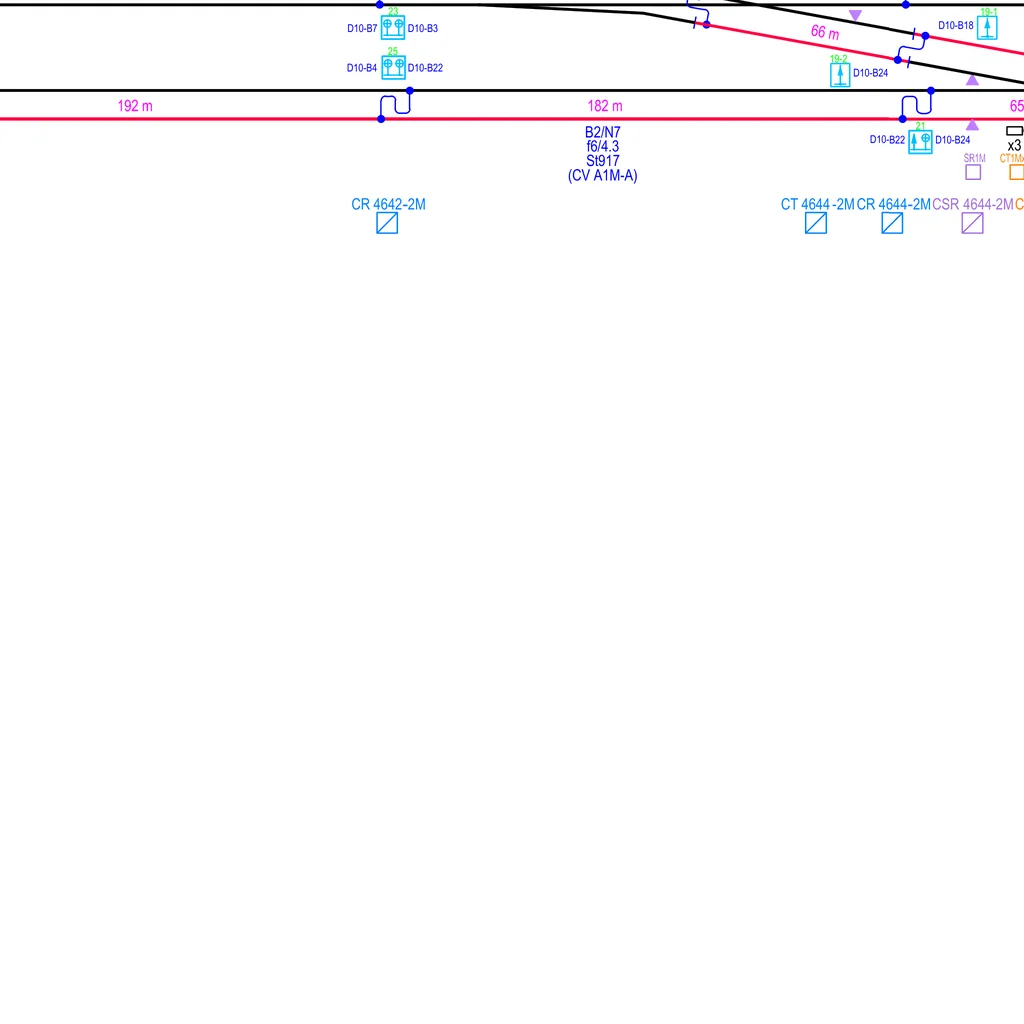 23
D10-B7
D10-B3
19-1
D10-B18
66 m
25
D10-B4
D10-B22
19-2
D10-B24
192 m
182 m
65
B2/N7
f6/4.3
St917
(CV A1M-A)
21
D10-B22
D10-B24
x3
SR1M
CT1M
CR 4642-2M
CT 4644 -2M
CR 4644-2M
CSR 4644-2M
C